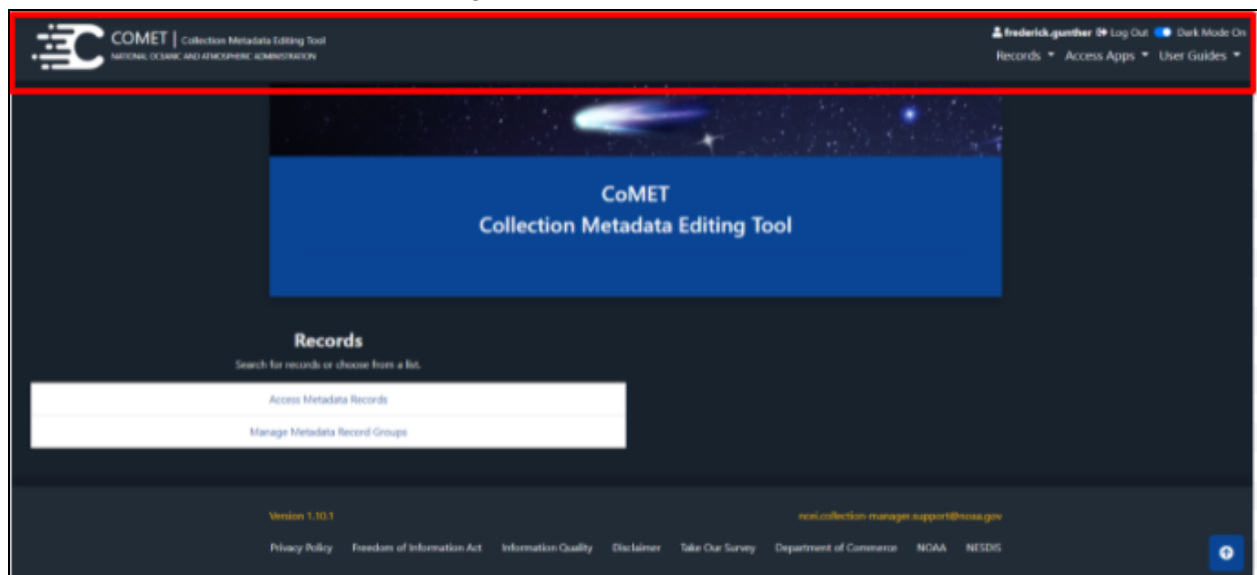 COMET | Collection Metadata Editing Tool
NATIONAL OCEANIC AND ATMOSPHERIC ADMINISTRATION
frederick.gunther Log Out Dark Mode On
Records Access Apps User Guides
CoMET
Collection Metadata Editing Tool
Records
Search for records or choose from a list.
Access Metadata Records
Manage Metadata Record Groups
Version 1.10.1
ncei.collection-manager.support@noaa.gov
Privacy Policy Freedom of Information Act Information Quality Disclaimer Take Our Survey Department of Commerce NOAA NESDIS